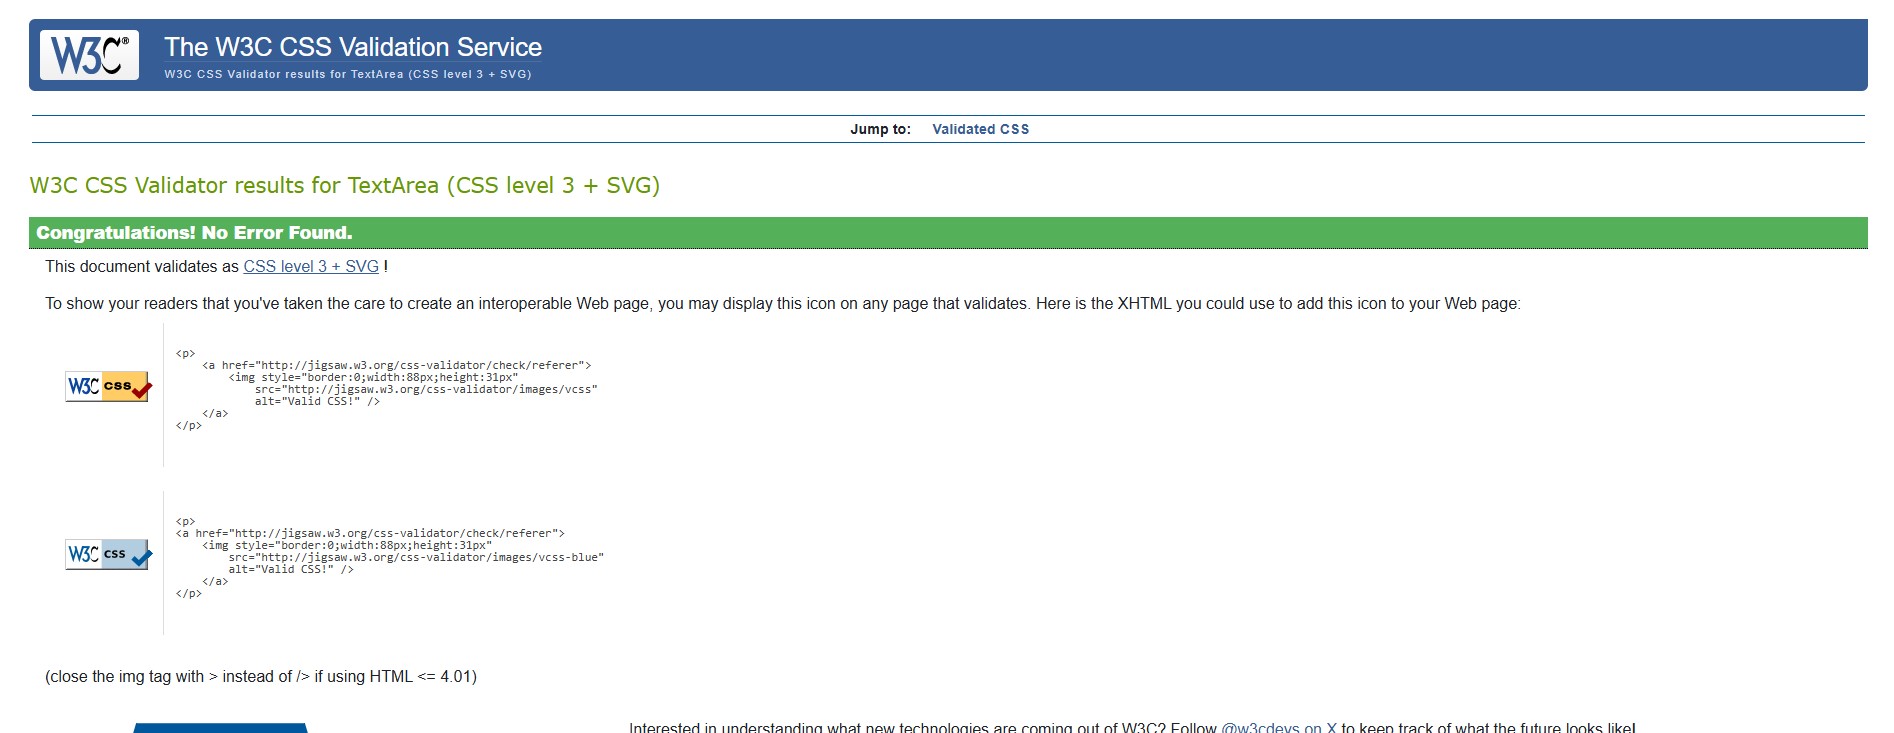 W3C®
The W3C CSS Validation Service
W3C CSS Validator results for TextArea (CSS level 3 + SVG)
Jump to: Validated CSS
W3C CSS Validator results for TextArea (CSS level 3 + SVG)
Congratulations! No Error Found.
This document validates as CSS level 3 + SVG !
To show your readers that you've taken the care to create an interoperable Web page, you may display this icon on any page that validates. Here is the XHTML you could use to add this icon to your Web page:
W3C css
<p>
<a href="http://jigsaw.w3.org/css-validator/check/referer">
<img style="border:0;width:88px;height:31px"
src="http://jigsaw.w3.org/css-validator/images/vcss"
alt="Valid CSS!" />
</a>
</p>
W3C css
<p>
<a href="http://jigsaw.w3.org/css-validator/check/referer">
<img style="border:0;width:88px;height:31px"
src="http://jigsaw.w3.org/css-validator/images/vcss-blue"
alt="Valid CSS!" />
</a>
</p>
(close the img tag with > instead of /> if using HTML <= 4.01)
Interested in understanding what new technologies are coming out of W3C? Follow @w3cdevs on X to keep track of what the future looks like!